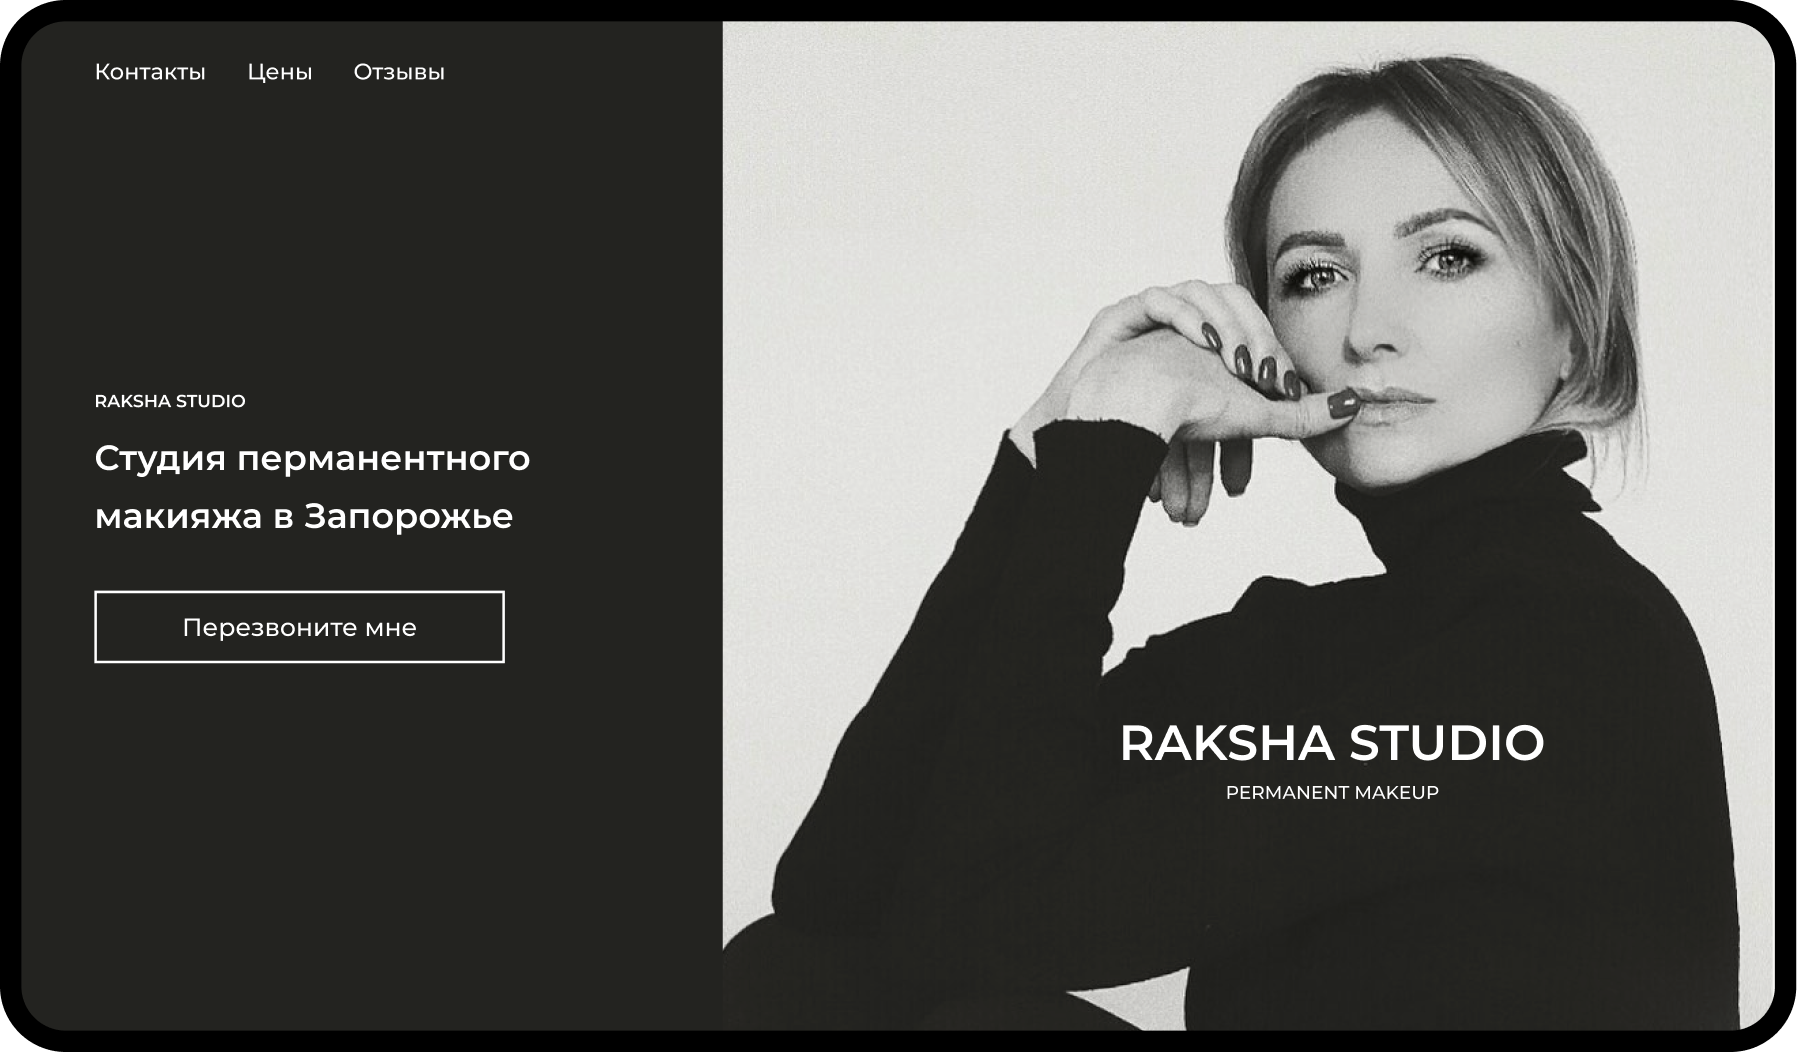 Контакты Цены Отзывы
RAKSHA STUDIO
Студия перманентного
макияжа в Запорожье
Перезвоните мне
RAKSHA STUDIO
PERMANENT MAKEUP